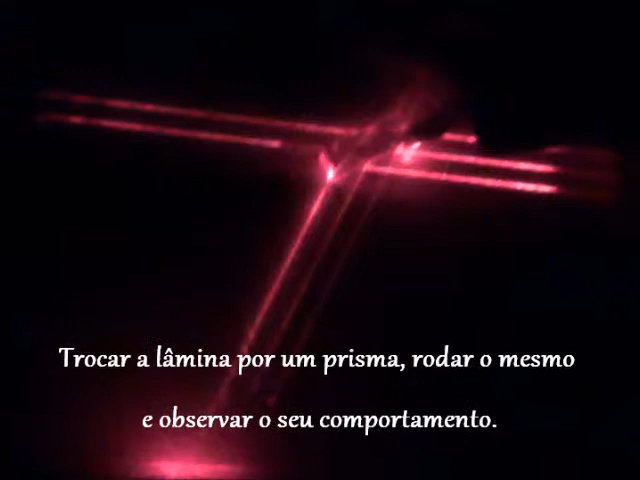 Trocar a lâmina por um prisma, rodar o mesmo
e observar o seu comportamento.